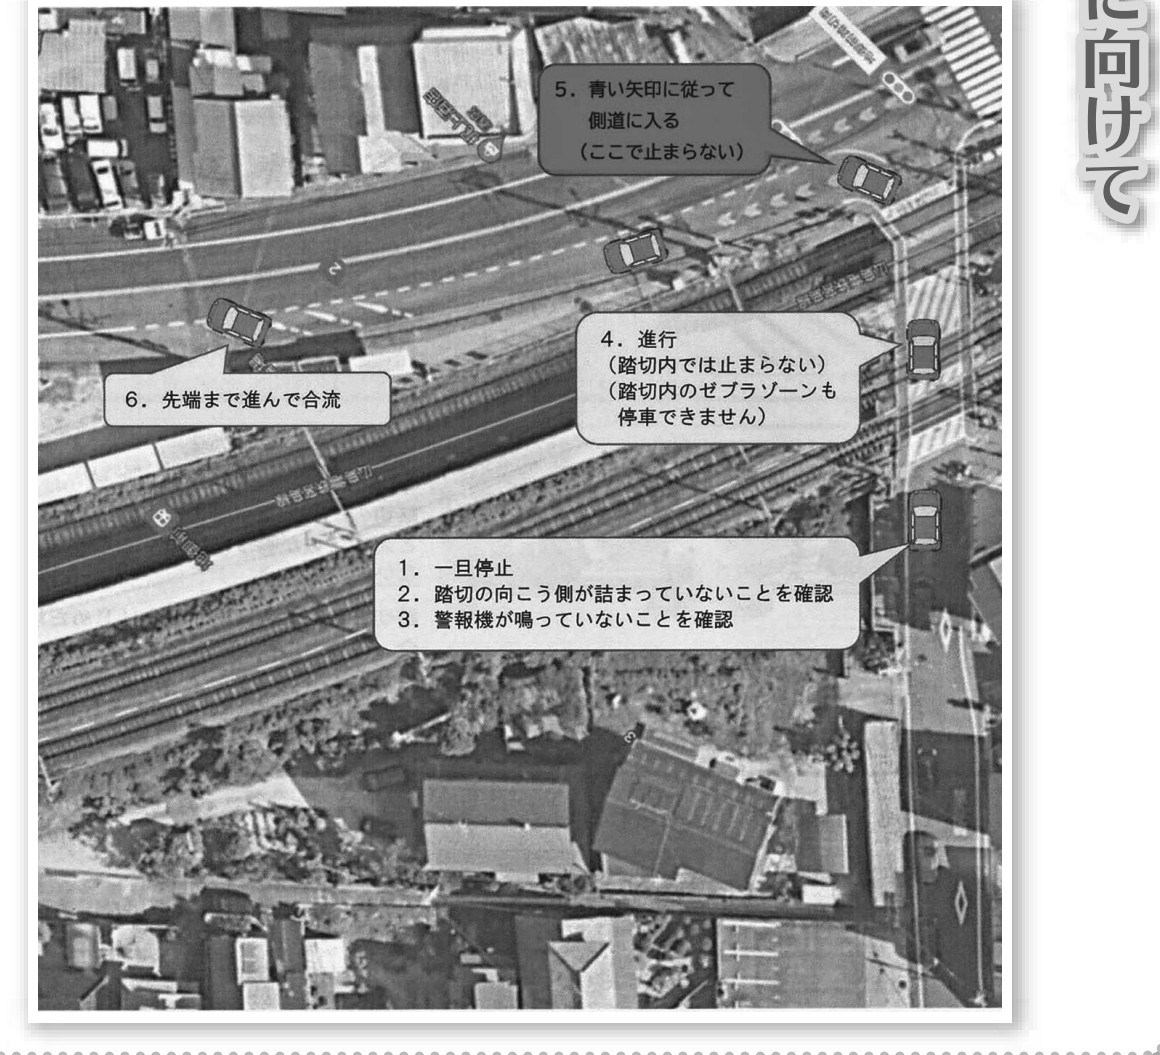 に向けて
5. 青い矢印に従って
側道に入る
(ここで止まらない)
4. 進行
(踏切内では止まらない)
(踏切内のゼブラゾーンも
停車できません)
6. 先端まで進んで合流
1. 一旦停止
2. 踏切の向こう側が詰まっていないことを確認
3. 警報機が鳴っていないことを確認